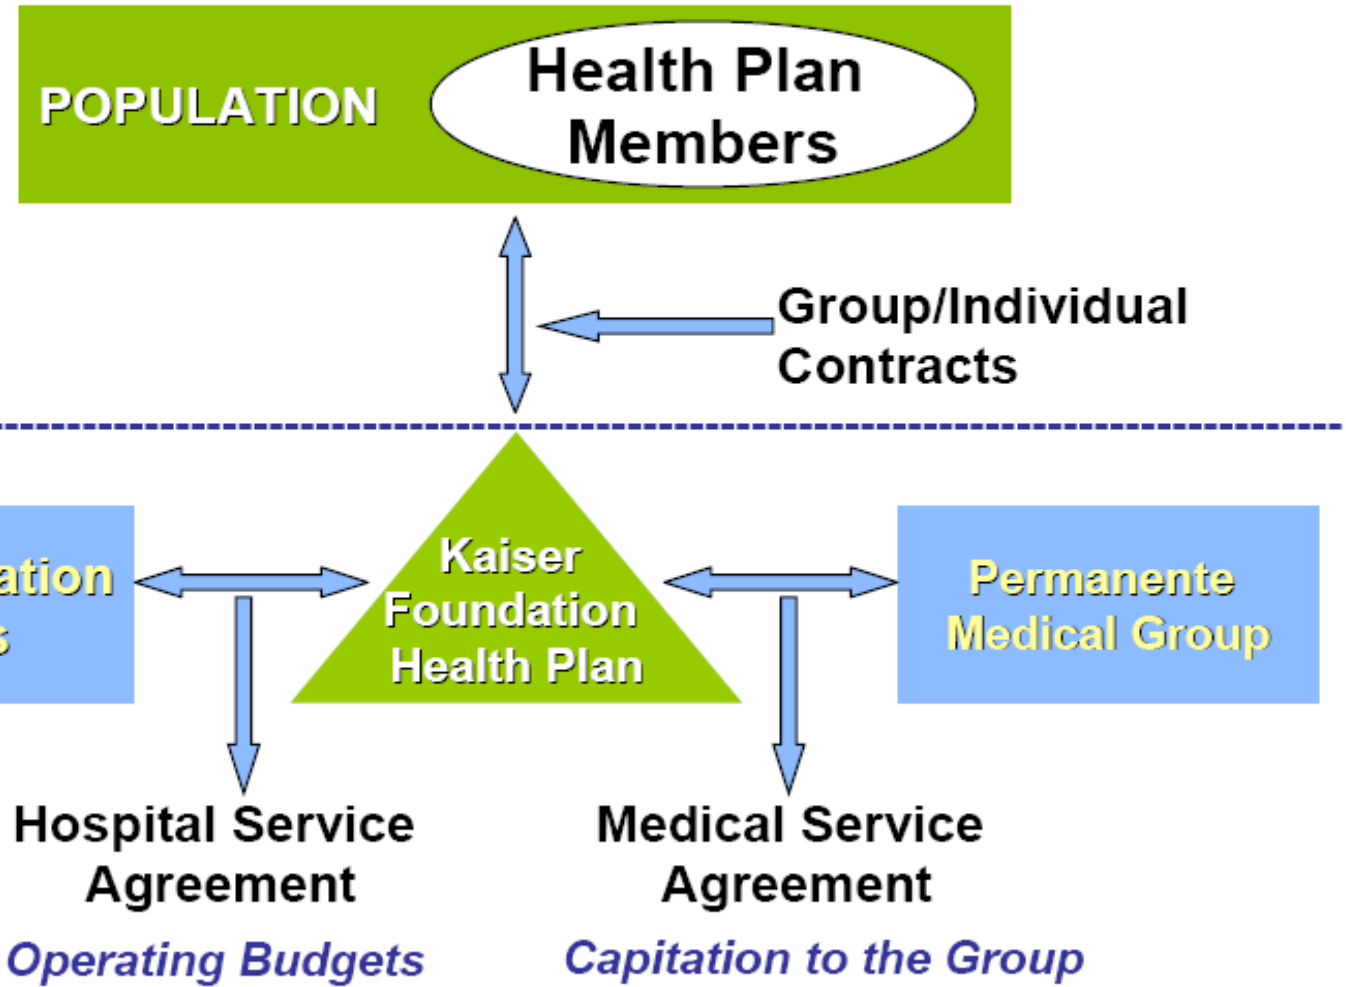 POPULATION
Health Plan
Members
Group/Individual
Contracts
Kaiser
Foundation
Health Plan
Permanente
Medical Group
Hospital Service
Agreement
Medical Service
Agreement
Operating Budgets
Capitation to the Group